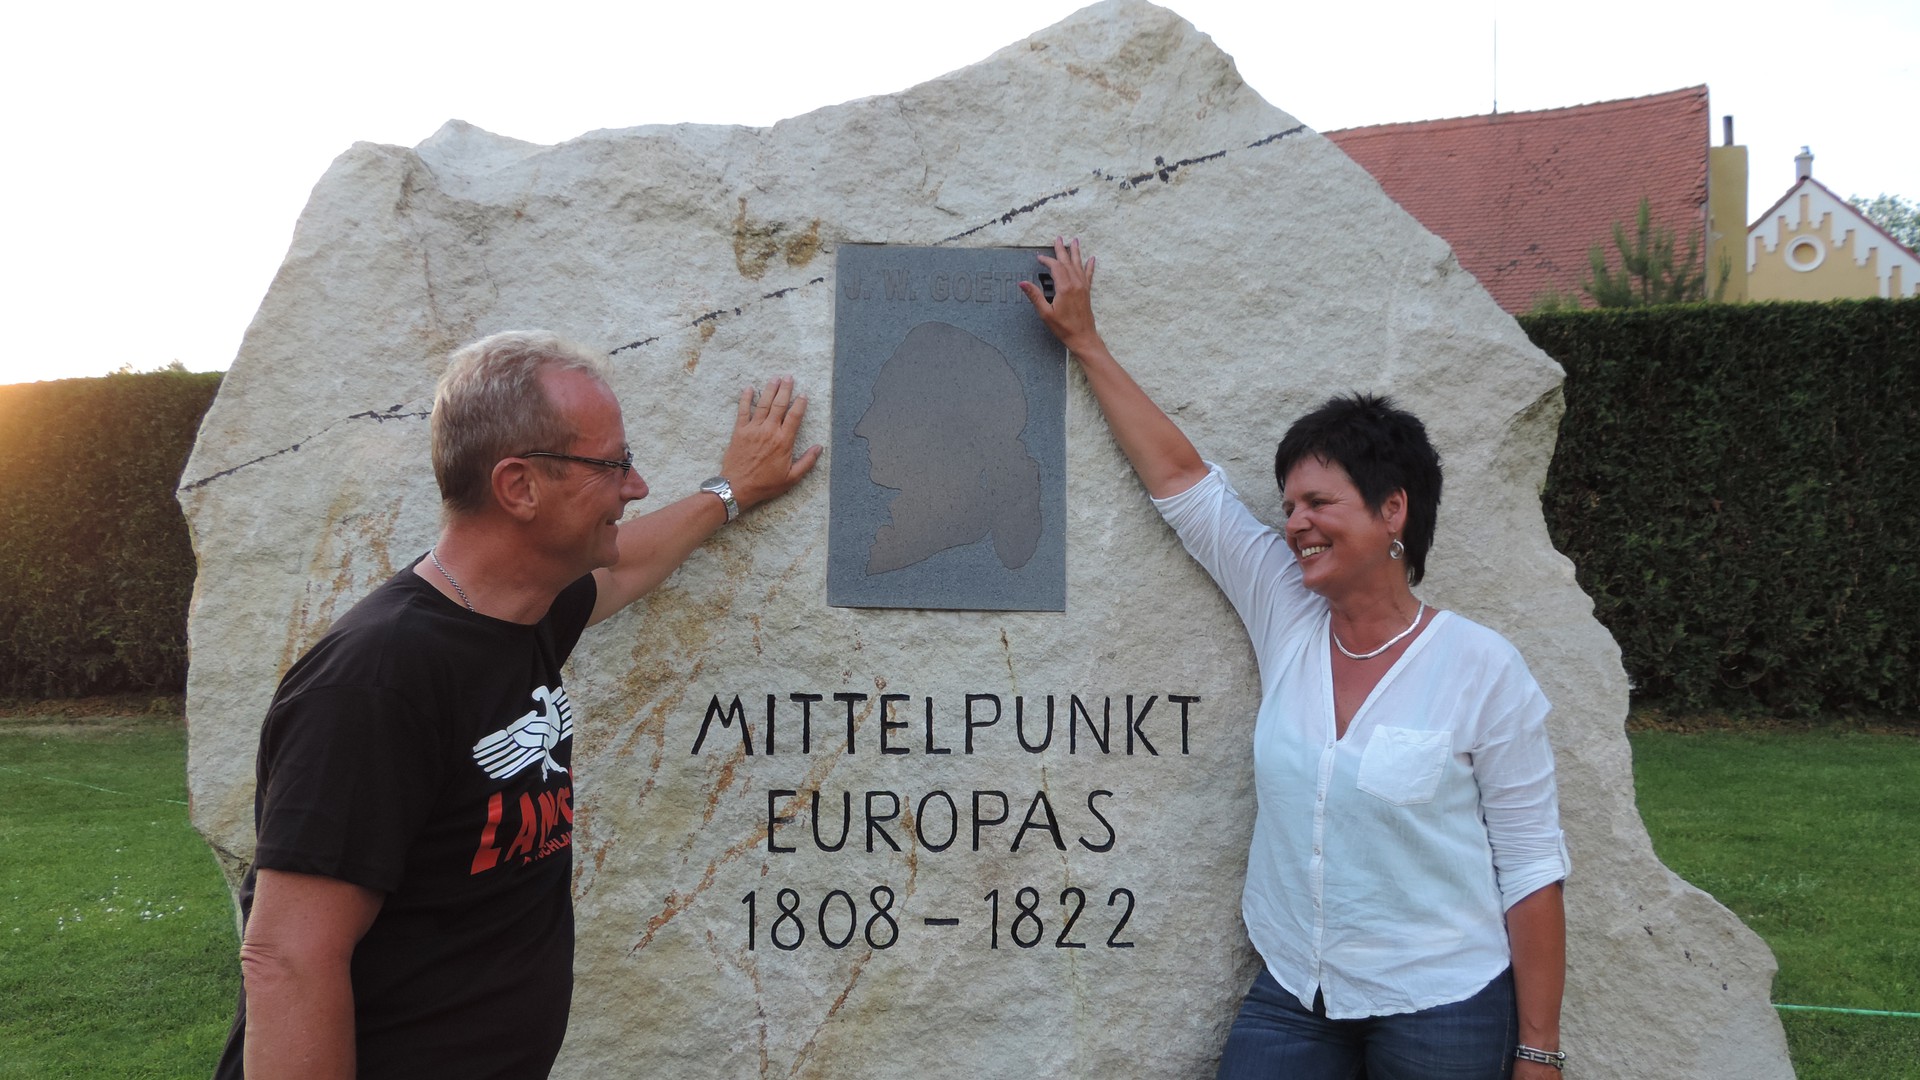 J. W. GOETHE
MITTELPUNKT
EUROPAS
1808 – 1822